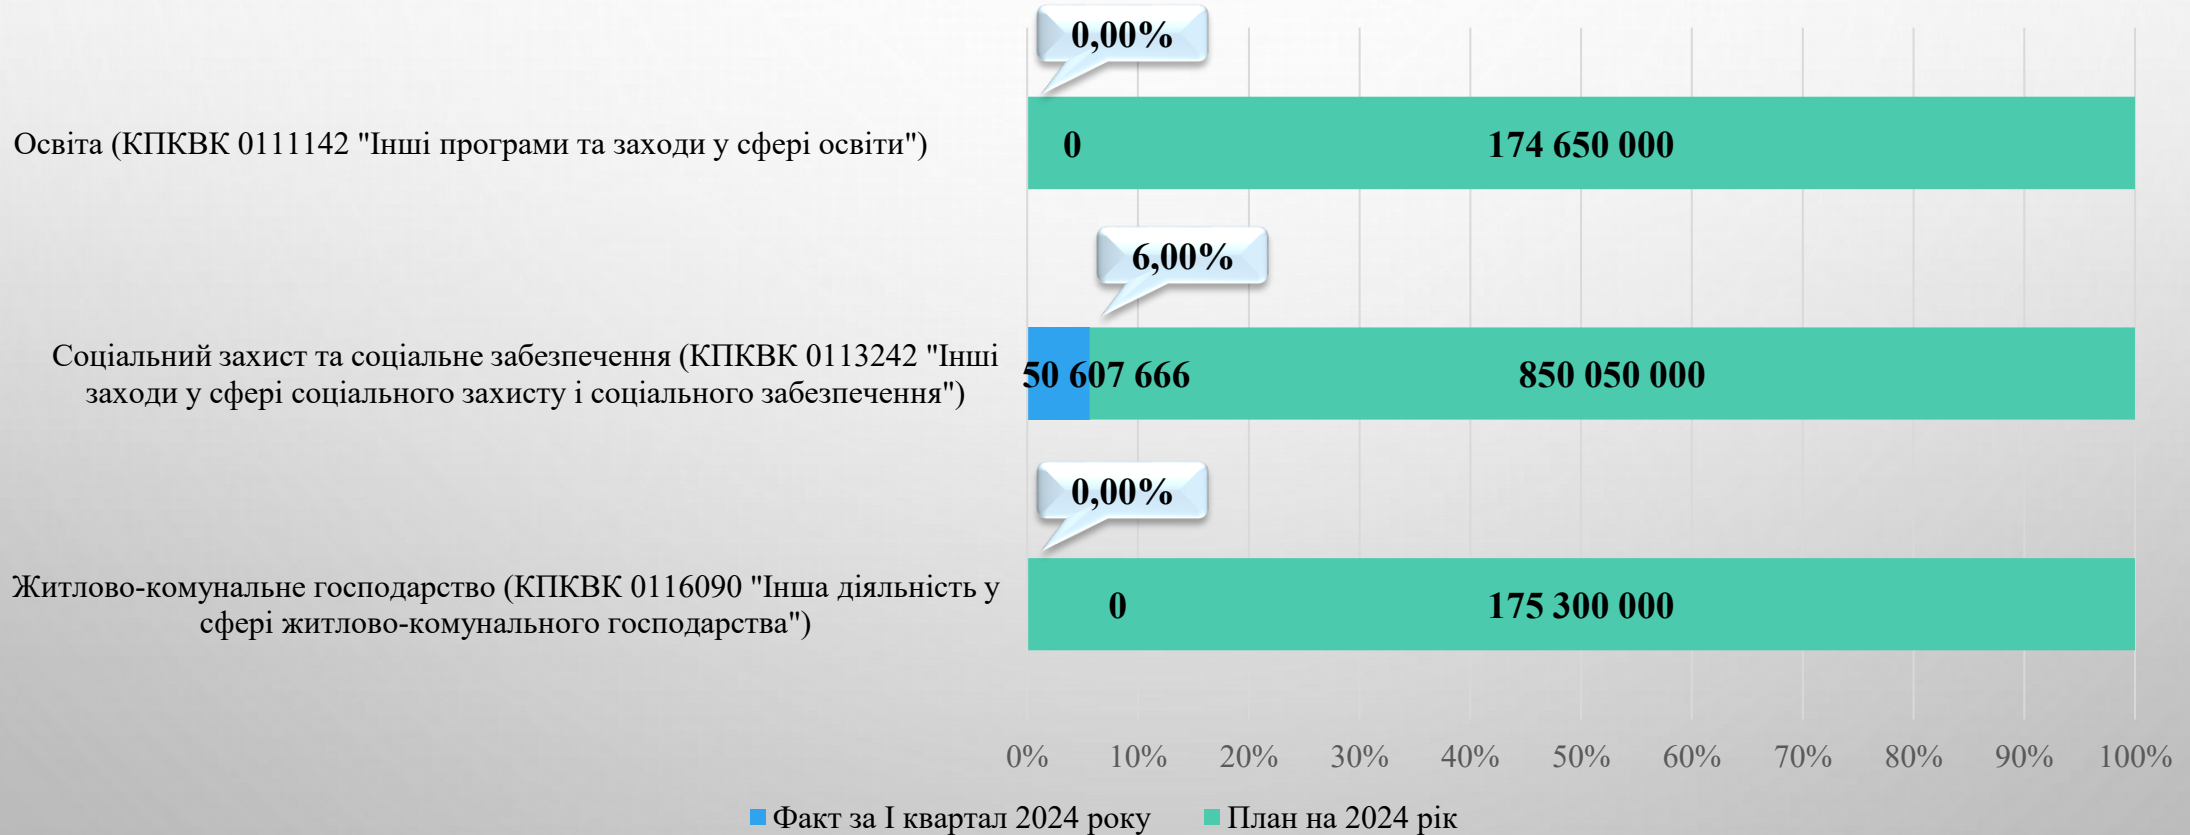 0,00%
Освіта (КПКВК 0111142 "Інші програми та заходи у сфері освіти")
0
174 650 000
6,00%
Соціальний захист та соціальне забезпечення (КПКВК 0113242 "Інші
заходи у сфері соціального захисту і соціального забезпечення")
50 607 666
850 050 000
0,00%
Житлово-комунальне господарство (КПКВК 0116090 "Інша діяльність у
сфері житлово-комунального господарства")
0
175 300 000
0% 10% 20% 30% 40% 50% 60% 70% 80% 90% 100%
Факт за І квартал 2024 року План на 2024 рік